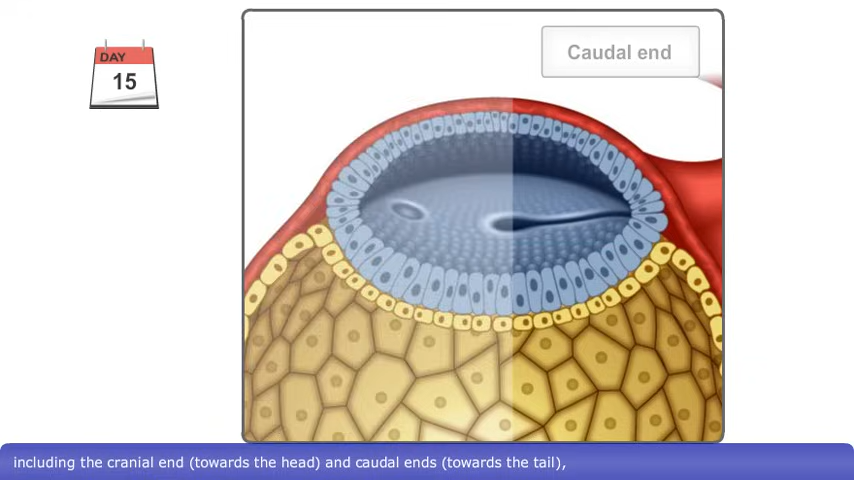 DAY
15
Caudal end
including the cranial end (towards the head) and caudal ends (towards the tail),